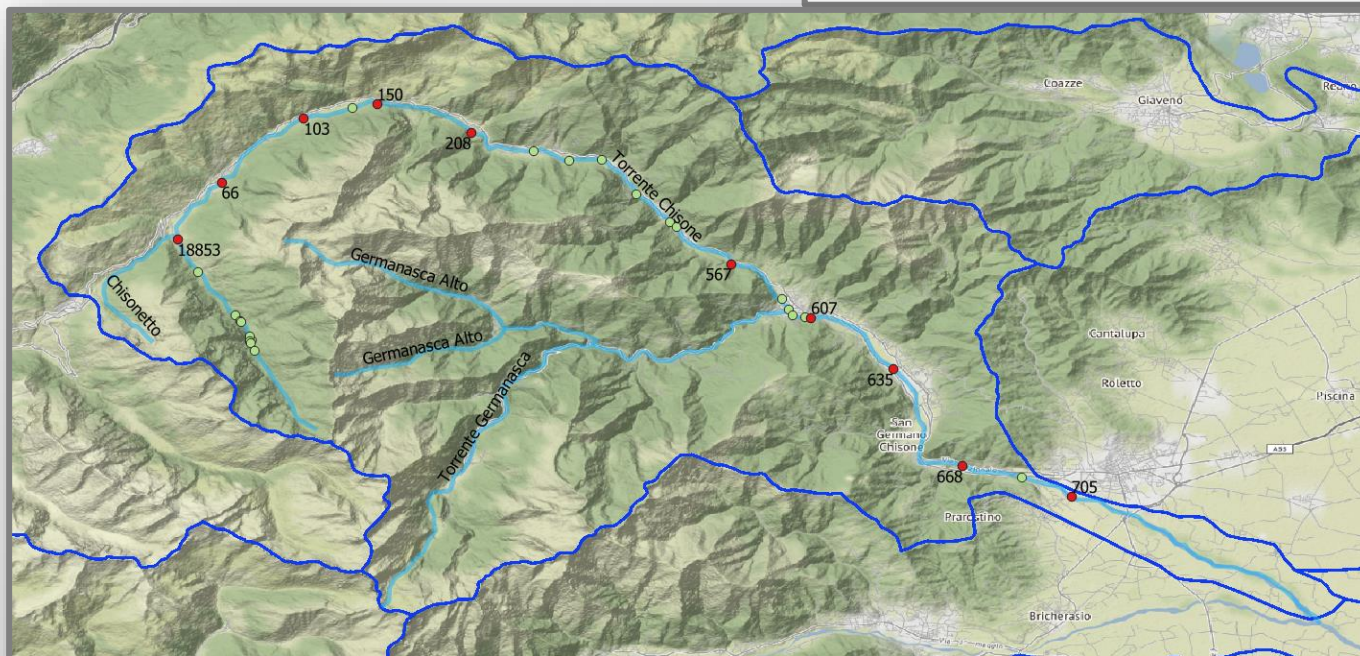 Coazze
Giaveno
150
103
208
Torrente Chisone
66
18853
Germanasca Alto
567
Chisonetto
607
Cantalupa
Germanasca Alto
635
Roletto
Piscina
Torrente Germanasca
San
Germano
Chisone
A55
668
705
Prarostino
Bricherasio